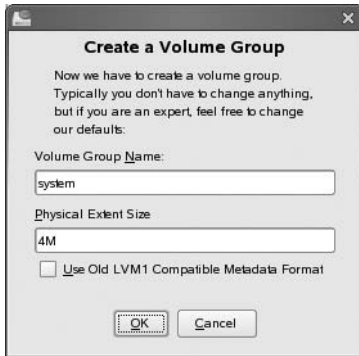 Create a Volume Group
Now we have to create a volume group.
Typically you don't have to change anything,
but if you are an expert, feel free to change
our defaults:
Volume Group Name:
system
Physical Extent Size
4M
Use Old LVM1 Compatible Metadata Format
OK
Cancel